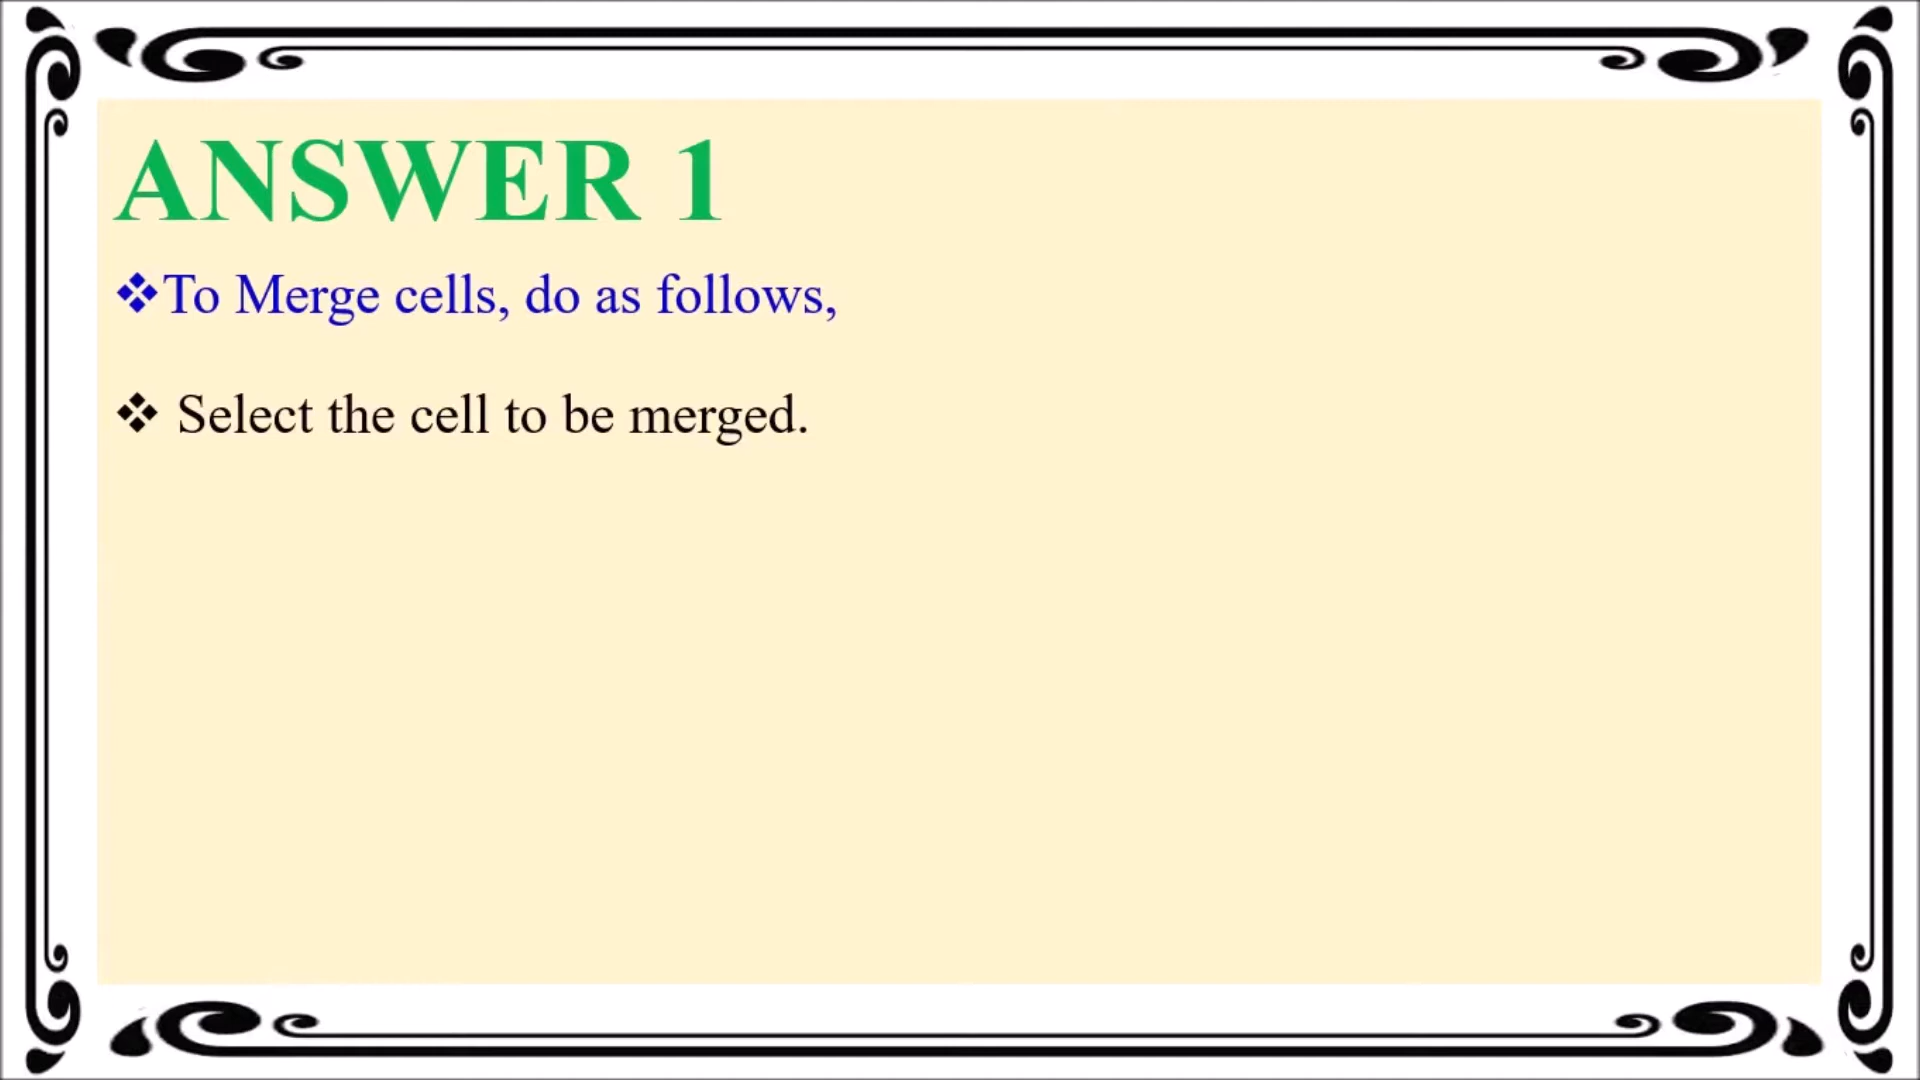 ANSWER 1
❖To Merge cells, do as follows,
❖ Select the cell to be merged.